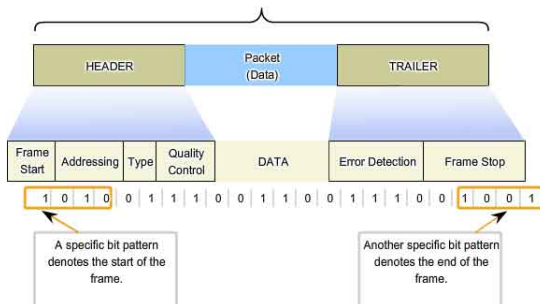 HEADER
Packet
(Data)
TRAILER
Frame
Start
Addressing
Type
Quality
Control
DATA
Error Detection
Frame Stop
1 0 1 0 0 1 1 1 0 0 1 1 0 0 1 1 1 0 0 1 0 0 1
A specific bit pattern
denotes the start of the
frame.
Another specific bit pattern
denotes the end of the
frame.